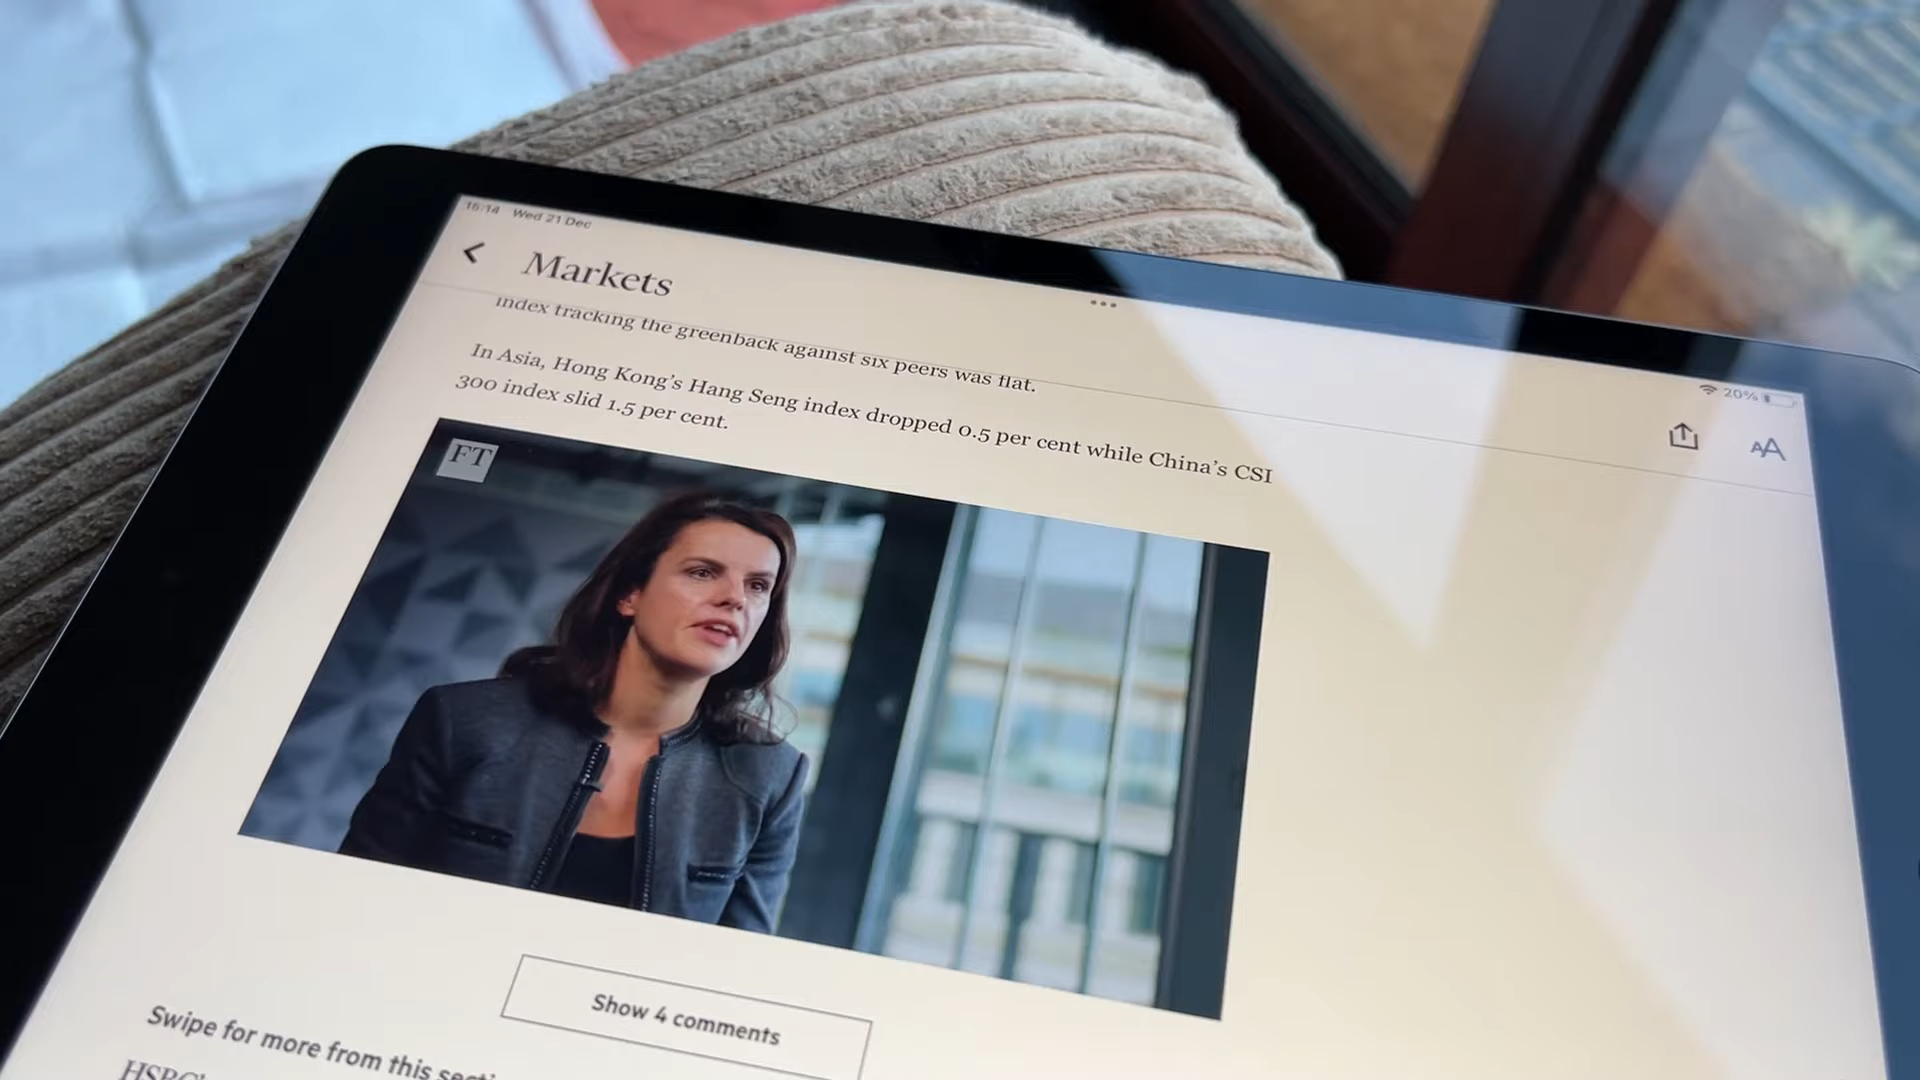 15:14 Wed 21 Dec
20%
Markets
AA
index tracking the greenback against six peers was flat.
In Asia, Hong Kong's Hang Seng index dropped 0.5 per cent while China's CSI
300 index slid 1.5 per cent.
FT
Show 4 comments
Swipe for more from this